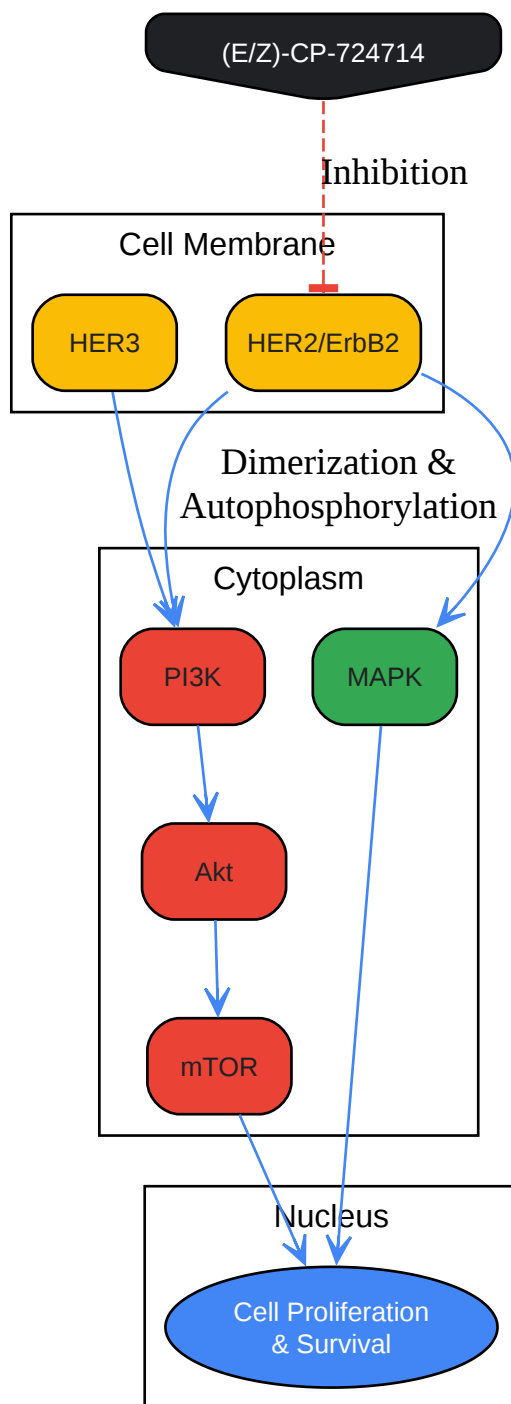 (E/Z)-CP-724714
Inhibition
Cell Membrane
HER3
HER2/ErbB2
Dimerization &
Autophosphorylation
Cytoplasm
PI3K
MAPK
Akt
mTOR
Nucleus
Cell Proliferation
& Survival